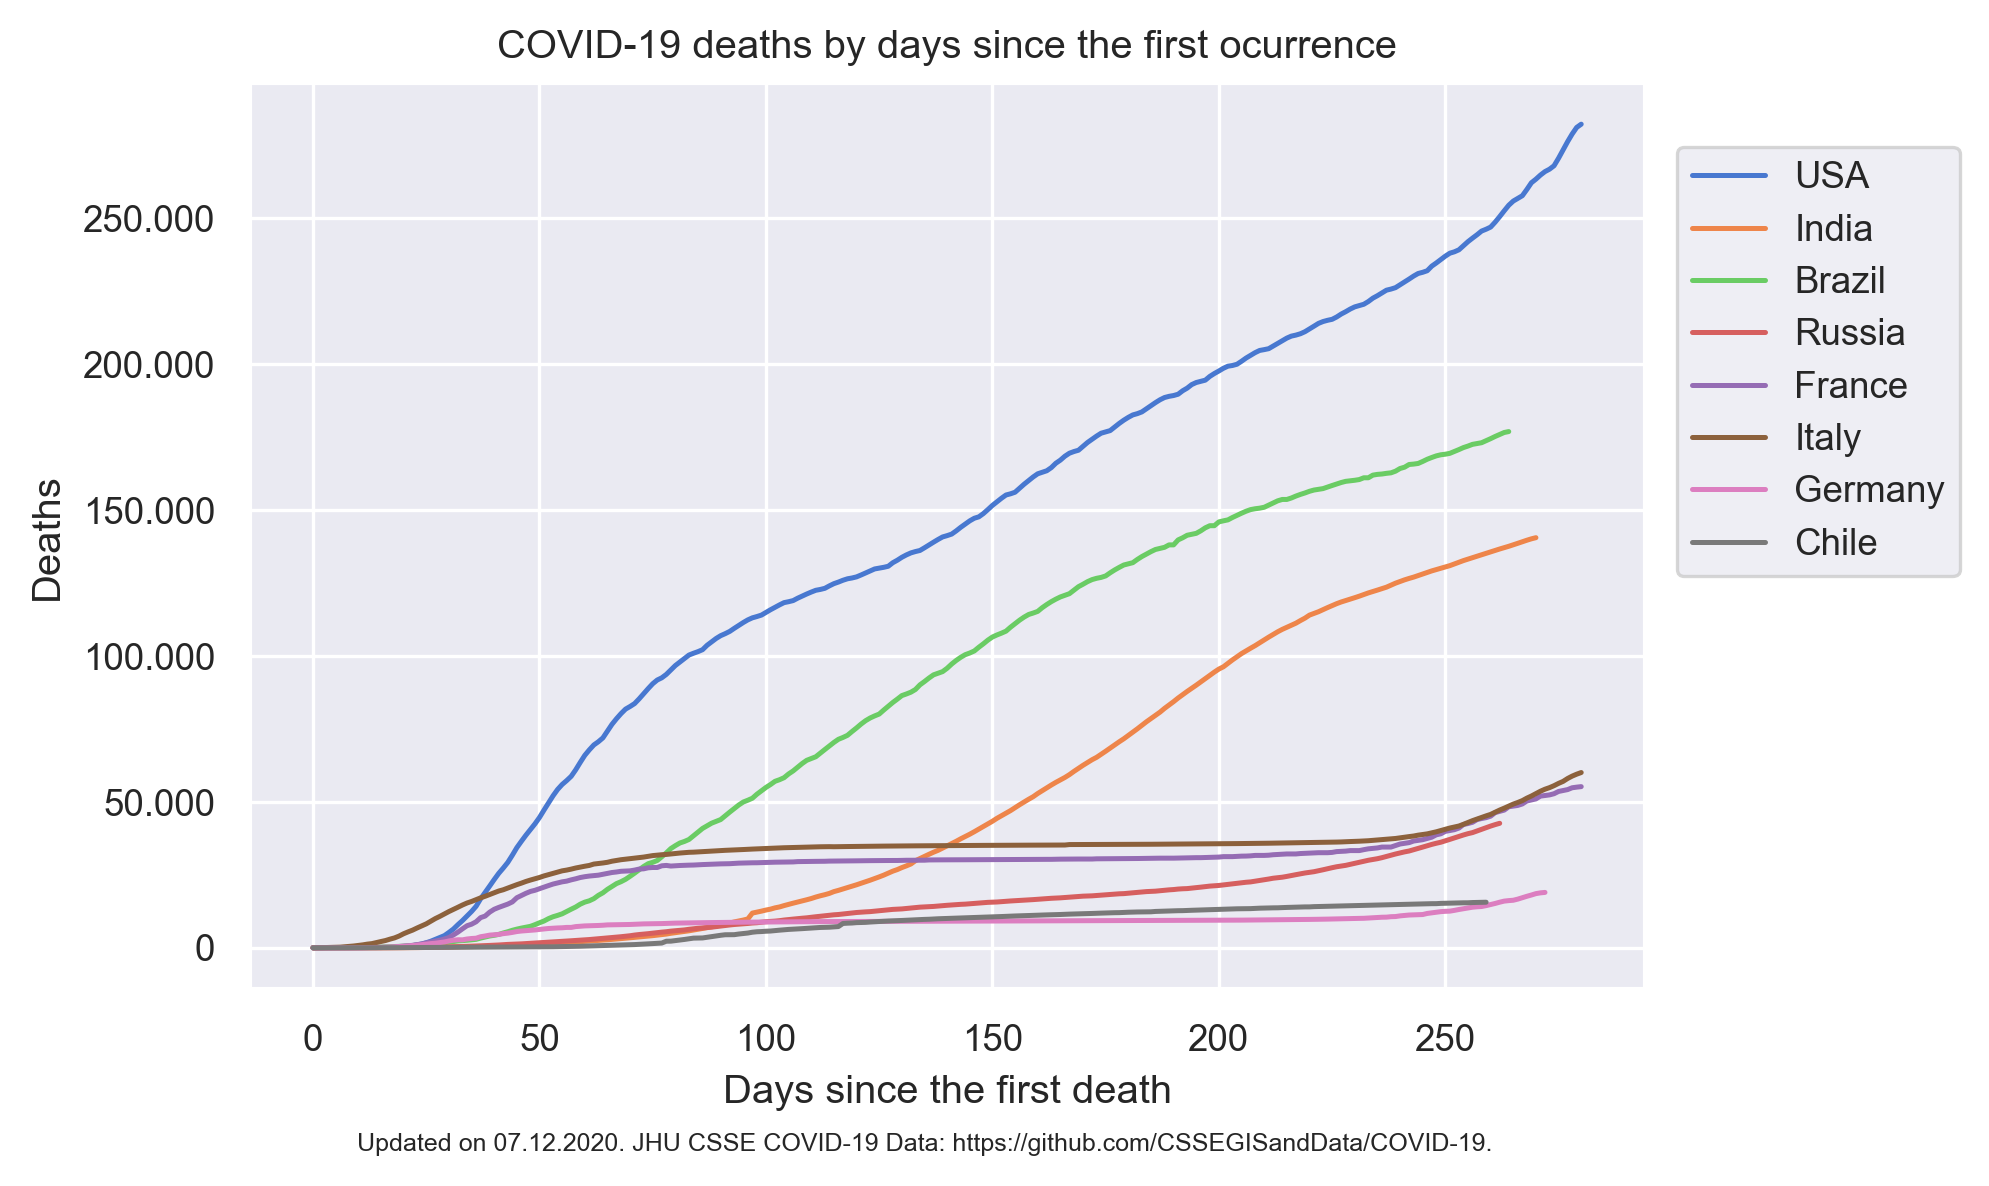 COVID-19 deaths by days since the first ocurrence
250.000
200.000
150.000
100.000
50.000
0
Deaths
0 50 100 150 200 250
Days since the first death
USA
India
Brazil
Russia
France
Italy
Germany
Chile
Updated on 07.12.2020. JHU CSSE COVID-19 Data: https://github.com/CSSEGISandData/COVID-19.